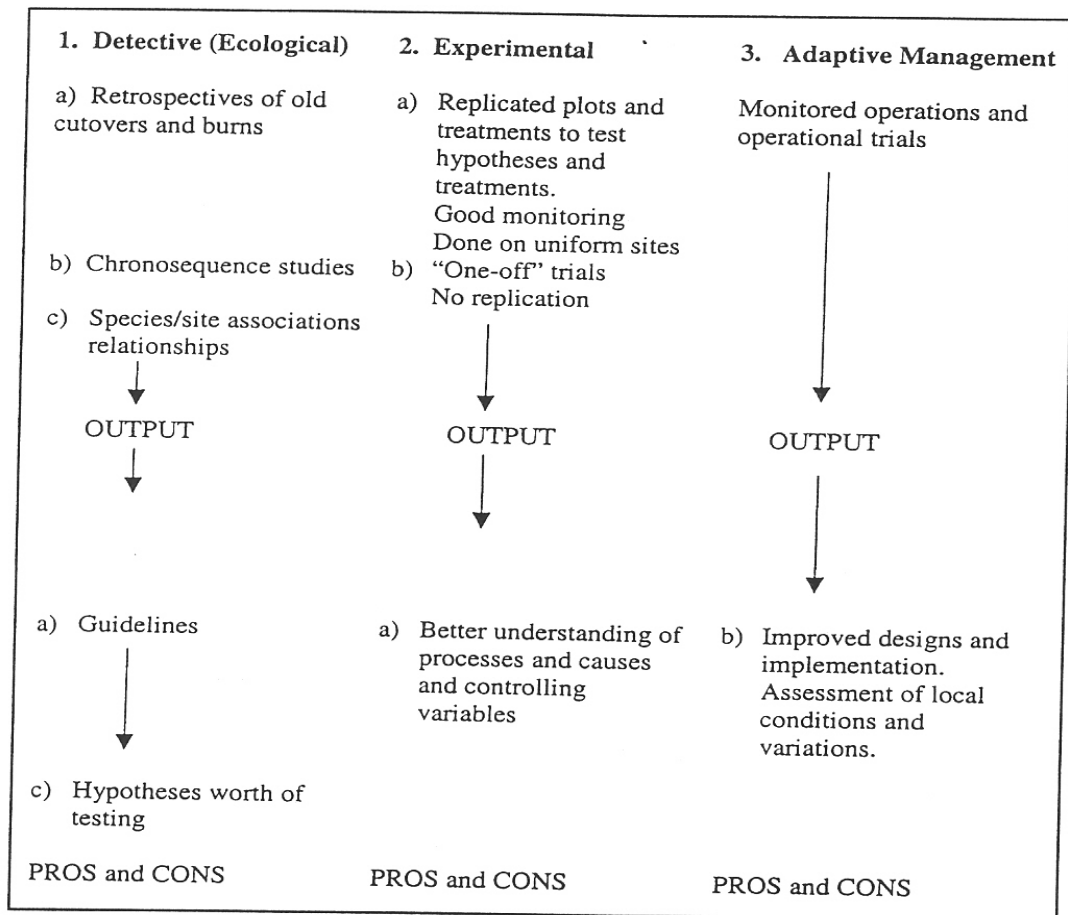 1. Detective (Ecological)
a) Retrospectives of old
cutovers and burns
b) Chronosequence studies
c) Species/site associations
relationships
OUTPUT
a) Guidelines
c) Hypotheses worth of
testing
PROS and CONS
2. Experimental
a) Replicated plots and
treatments to test
hypotheses and
treatments.
Good monitoring
Done on uniform sites
b) "One-off" trials
No replication
OUTPUT
a) Better understanding of
processes and causes
and controlling
variables
PROS and CONS
3. Adaptive Management
Monitored operations and
operational trials
OUTPUT
b) Improved designs and
implementation.
Assessment of local
conditions and
variations.
PROS and CONS